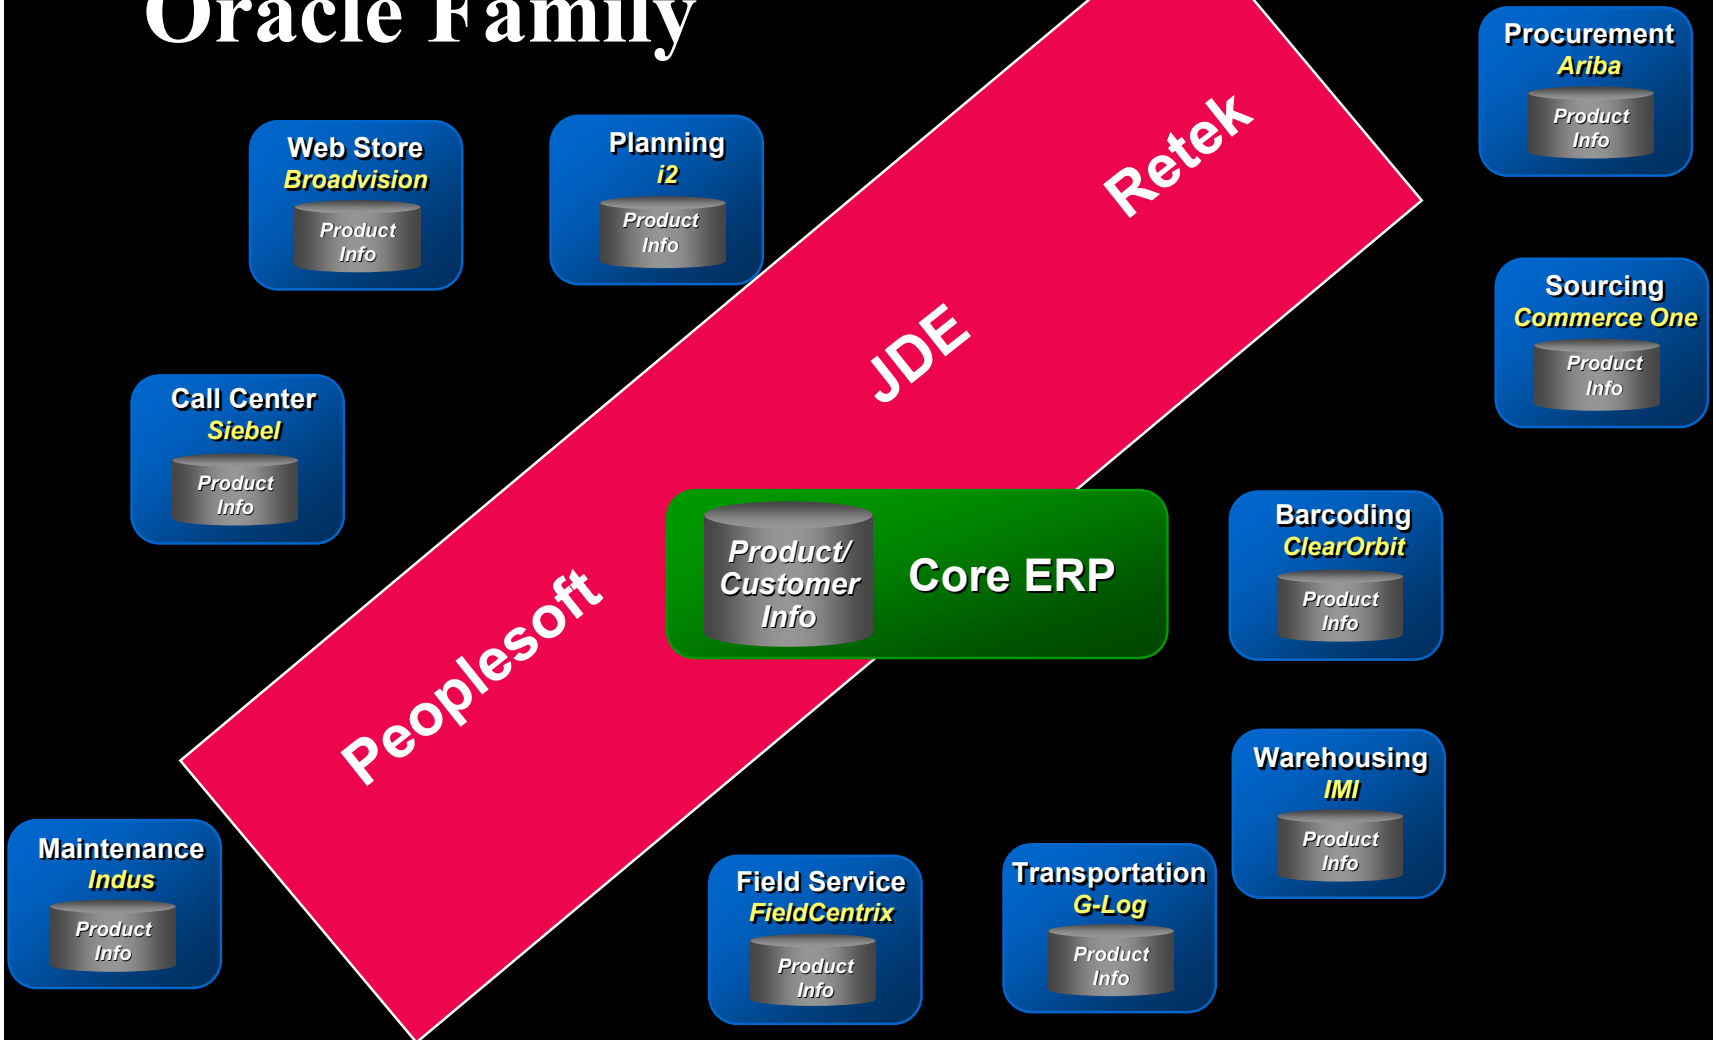 Oracle Family
Procurement
Ariba
Product
Info
Web Store
Broadvision
Product
Info
Planning
i2
Product
Info
Retek
Sourcing
Commerce One
Product
Info
JDE
Call Center
Siebel
Product
Info
Product/
Customer
Info
Core ERP
Barcoding
ClearOrbit
Product
Info
Peoplesoft
Warehousing
IMI
Product
Info
Maintenance
Indus
Product
Info
Field Service
FieldCentrix
Product
Info
Transportation
G-Log
Product
Info